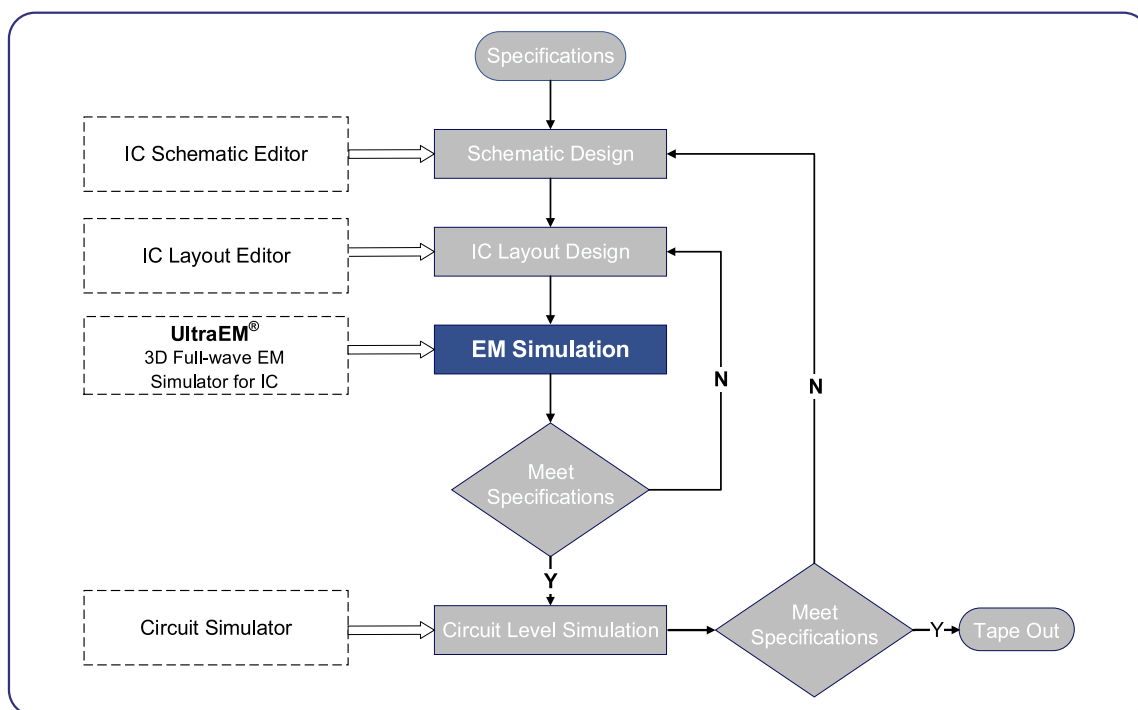 Specifications
IC Schematic Editor
Schematic Design
IC Layout Editor
IC Layout Design
UltraEM®
3D Full-wave EM
Simulator for IC
EM Simulation
N
N
Meet
Specifications
Y
Circuit Simulator
Circuit Level Simulation
Meet
Specifications
Y
Tape Out